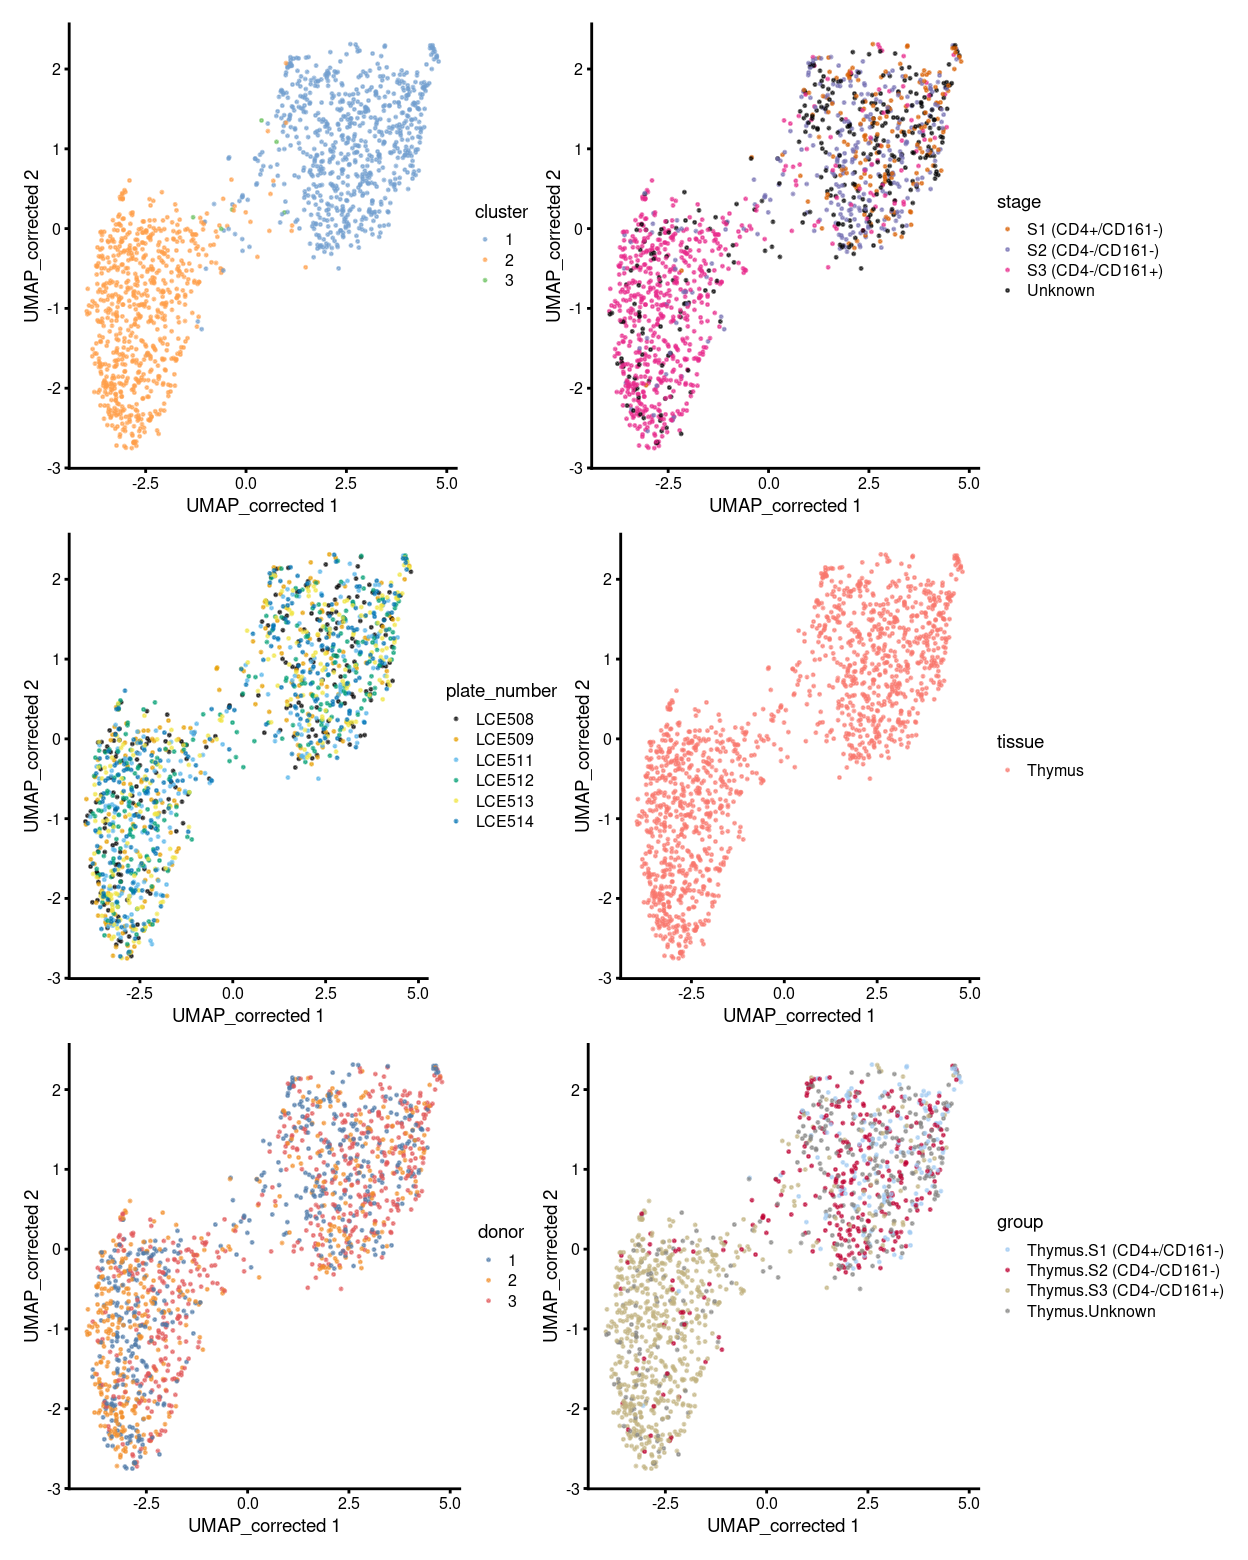 2
1
0
-1
-2
-3
UMAP_corrected 2
-2.5
0.0
2.5
5.0
UMAP_corrected 1
cluster
1
2
3
2
1
0
-1
-2
-3
UMAP_corrected 2
-2.5
0.0
2.5
5.0
UMAP_corrected 1
stage
S1 (CD4+/CD161-)
S2 (CD4-/CD161-)
S3 (CD4-/CD161+)
Unknown
2
1
0
-1
-2
-3
UMAP_corrected 2
-2.5
0.0
2.5
5.0
UMAP_corrected 1
plate_number
LCE508
LCE509
LCE511
LCE512
LCE513
LCE514
2
1
0
-1
-2
-3
UMAP_corrected 2
-2.5
0.0
2.5
5.0
UMAP_corrected 1
tissue
Thymus
2
1
0
-1
-2
-3
UMAP_corrected 2
-2.5
0.0
2.5
5.0
UMAP_corrected 1
donor
1
2
3
2
1
0
-1
-2
-3
UMAP_corrected 2
-2.5
0.0
2.5
5.0
UMAP_corrected 1
group
Thymus.S1 (CD4+/CD161-)
Thymus.S2 (CD4-/CD161-)
Thymus.S3 (CD4-/CD161+)
Thymus.Unknown